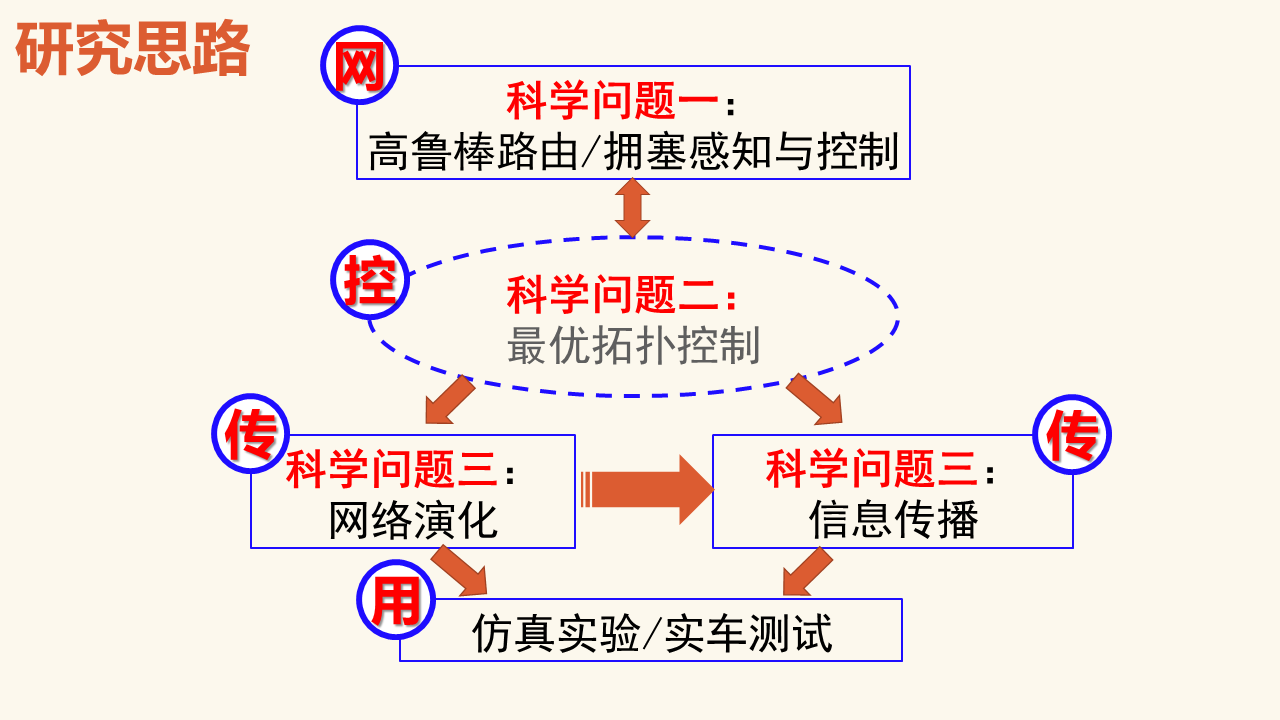 研究思路
网
科学问题一：
高鲁棒路由/拥塞感知与控制
控
科学问题二：
最优拓扑控制
传
科学问题三：
网络演化
传
科学问题三：
信息传播
用
仿真实验/实车测试